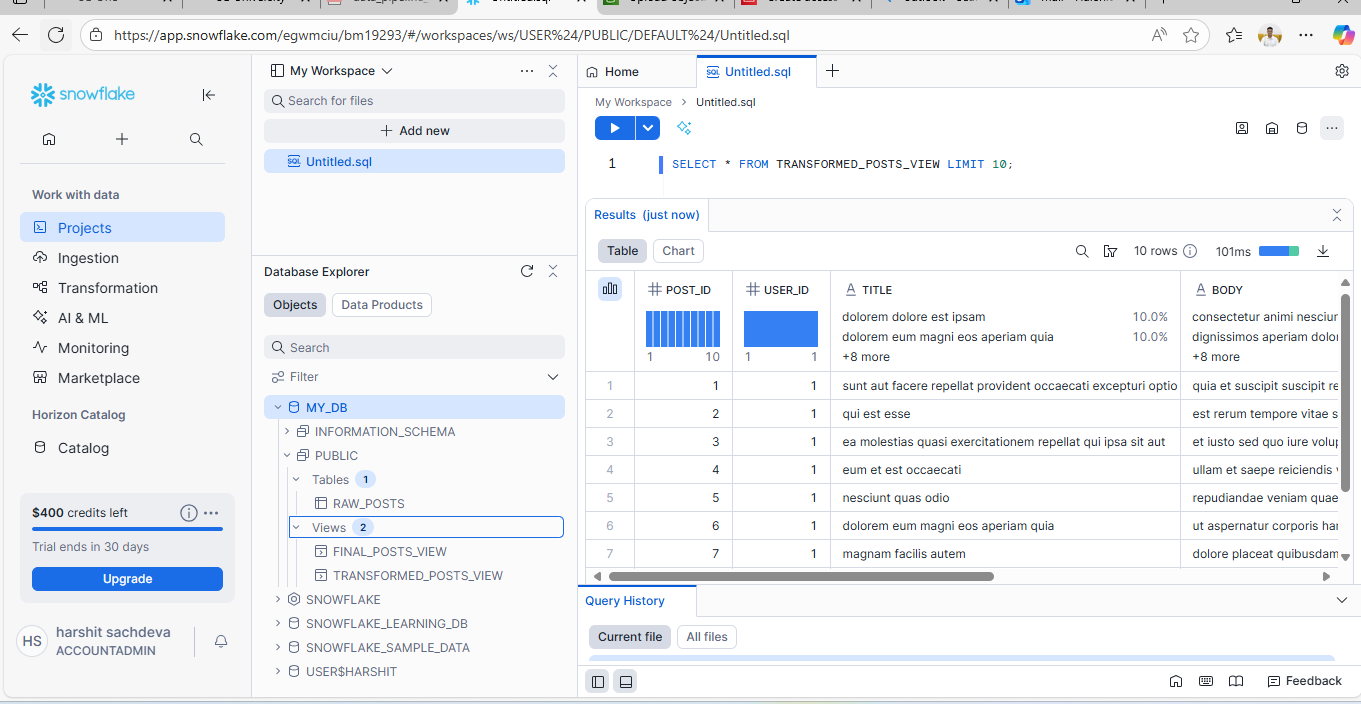 https://app.snowflake.com/egwmciu/bm19293/#/workspaces/ws/USER%24/PUBLIC/DEFAULT%24/Untitled.sql
snowflake
Work with data
Projects
Ingestion
Transformation
AI & ML
Monitoring
Marketplace
Horizon Catalog
Catalog
$400 credits left
Trial ends in 30 days
Upgrade
HS
harshit sachdeva
ACCOUNTADMIN
My Workspace
Search for files
Add new
SQL Untitled.sql
Database Explorer
Objects Data Products
Search
Filter
MY_DB
INFORMATION_SCHEMA
PUBLIC
Tables 1
RAW_POSTS
Views 2
FINAL_POSTS_VIEW
TRANSFORMED_POSTS_VIEW
SNOWFLAKE
SNOWFLAKE_LEARNING_DB
SNOWFLAKE_SAMPLE_DATA
USER$HARSHIT
Home SQL Untitled.sql
My Workspace > Untitled.sql
1 SELECT * FROM TRANSFORMED_POSTS_VIEW LIMIT 10;
Results (just now)
Table Chart 10 rows 101ms
POST_ID USER_ID TITLE BODY
dolorem dolore est ipsam 10.0% consectetur animi nesciun
dolorem eum magni eos aperiam quia 10.0% dignissimos aperiam dolor
1 10 1 1 +8 more +8 more
1 1 1 sunt aut facere repellat provident occaecati excepturi optio quia et suscipit suscipit re
2 2 1 qui est esse est rerum tempore vitae s
3 3 1 ea molestias quasi exercitationem repellat qui ipsa sit aut et iusto sed quo iure volup
4 4 1 eum et est occaecati ullam et saepe reiciendis
5 5 1 nesciunt quas odio repudiandae veniam quae
6 6 1 dolorem eum magni eos aperiam quia ut aspernatur corporis har
7 7 1 magnam facilis autem dolore placeat quibusdam
Query History
Current file All files
Feedback